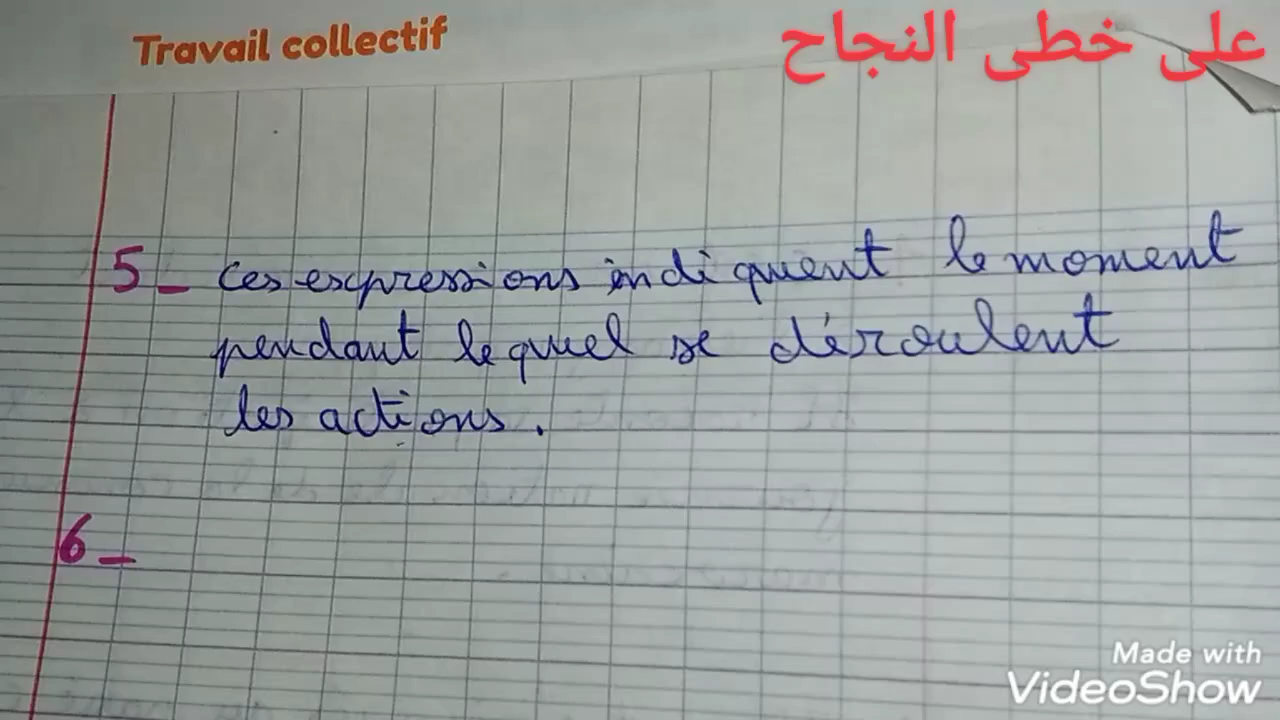 Travail collectif
على خطى النجاح
5_ Ces expressions indiquent le moment
pendant lequel se déroulent
les actions.
6_
Made with
VideoShow